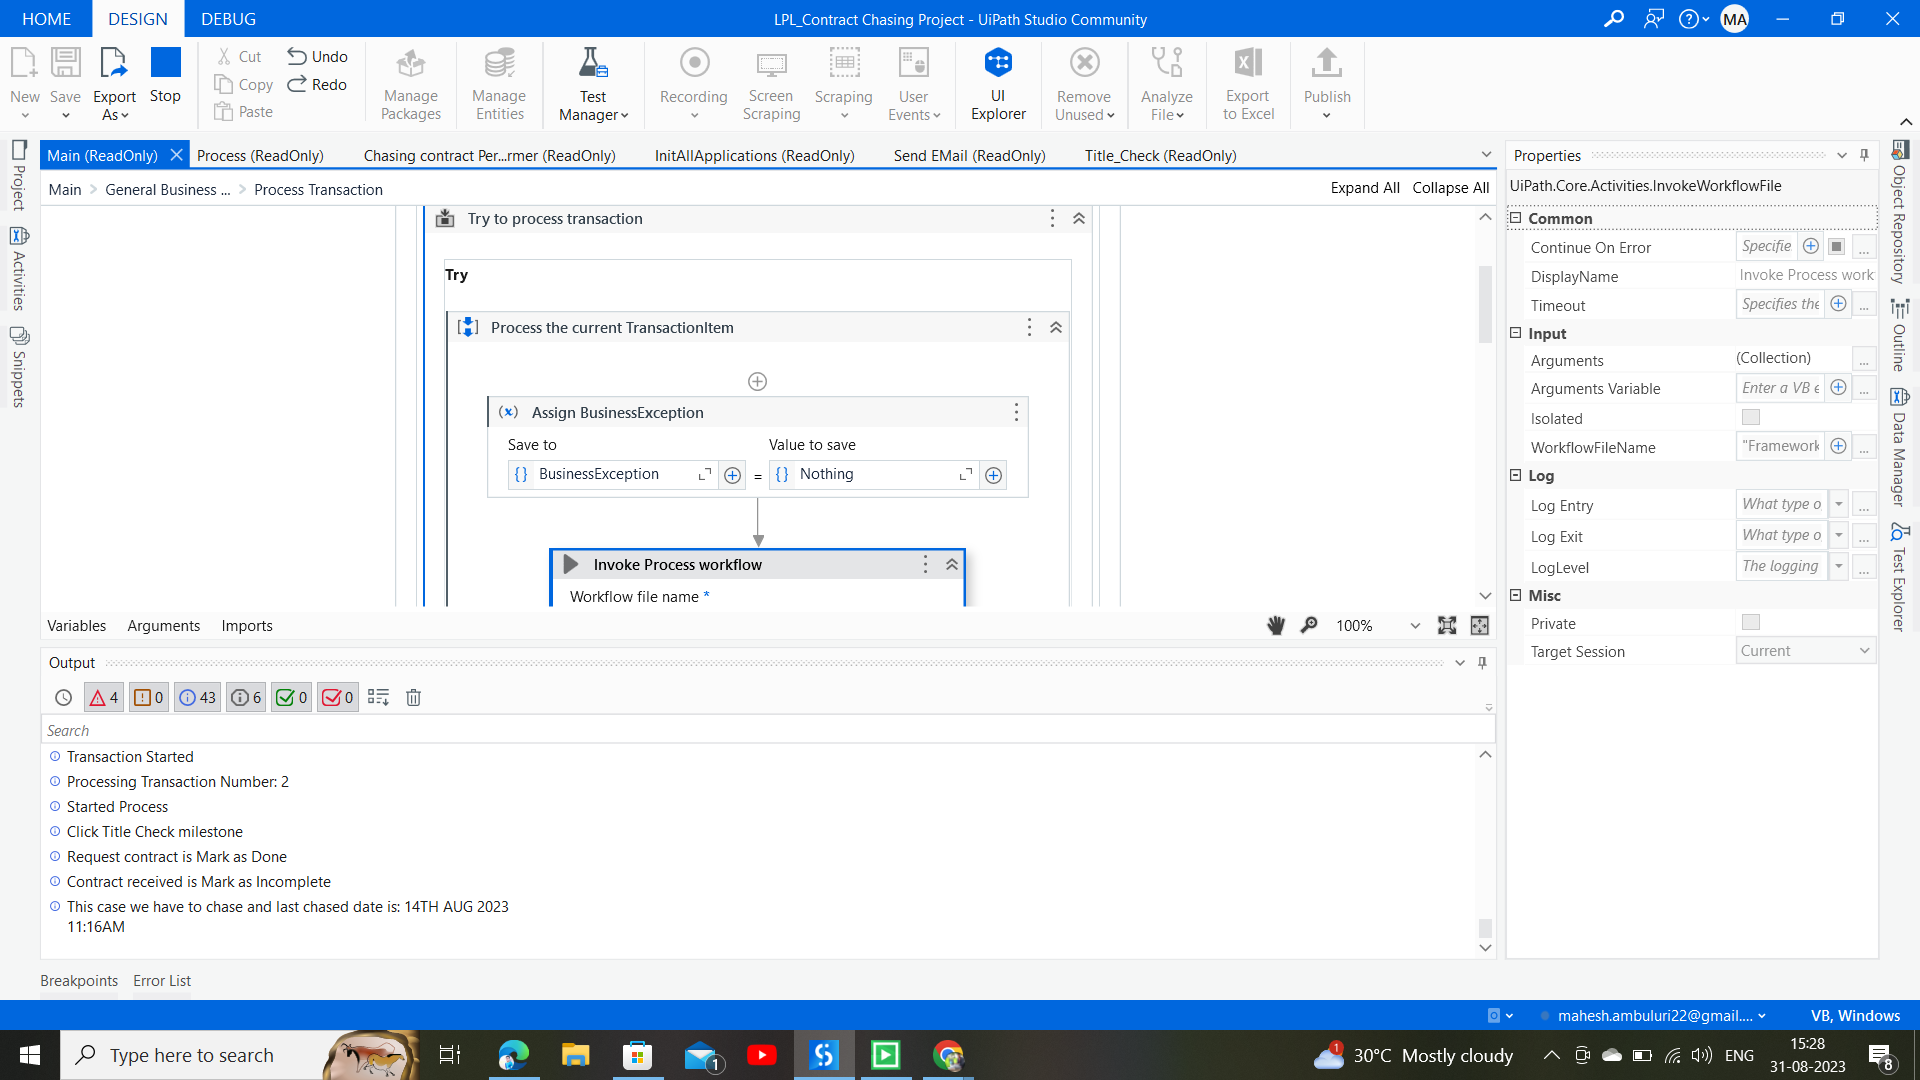 HOME DESIGN DEBUG LPL_Contract Chasing Project - UiPath Studio Community MA
New Save Export As Stop
Cut Undo
Copy Redo
Paste
Manage Packages
Manage Entities
Test Manager
Recording
Screen Scraping
Scraping
User Events
UI Explorer
Remove Unused
Analyze File
Export to Excel
Publish
Main (ReadOnly) Process (ReadOnly) Chasing contract Per...rmer (ReadOnly) InitAllApplications (ReadOnly) Send EMail (ReadOnly) Title_Check (ReadOnly)
Main > General Business ... > Process Transaction Expand All Collapse All
Project
Activities
Snippets
Try to process transaction
Try
Process the current TransactionItem
(x) Assign BusinessException
Save to Value to save
{} BusinessException = {} Nothing
Invoke Process workflow
Workflow file name *
Variables Arguments Imports 100%
Output
4 0 43 6 0 0
Search
Transaction Started
Processing Transaction Number: 2
Started Process
Click Title Check milestone
Request contract is Mark as Done
Contract received is Mark as Incomplete
This case we have to chase and last chased date is: 14TH AUG 2023
11:16AM
Breakpoints Error List
Properties
UiPath.Core.Activities.InvokeWorkflowFile
Common
Continue On Error Specifie ...
DisplayName Invoke Process work
Timeout Specifies the ...
Input
Arguments (Collection) ...
Arguments Variable Enter a VB e ...
Isolated
WorkflowFileName "Framework ...
Log
Log Entry What type o ...
Log Exit What type o ...
LogLevel The logging ...
Misc
Private
Target Session Current
Object Repository
Outline
Data Manager
Test Explorer
mahesh.ambuluri22@gmail.... VB, Windows
Type here to search 1 1 30°C Mostly cloudy ENG 15:28
31-08-2023 8